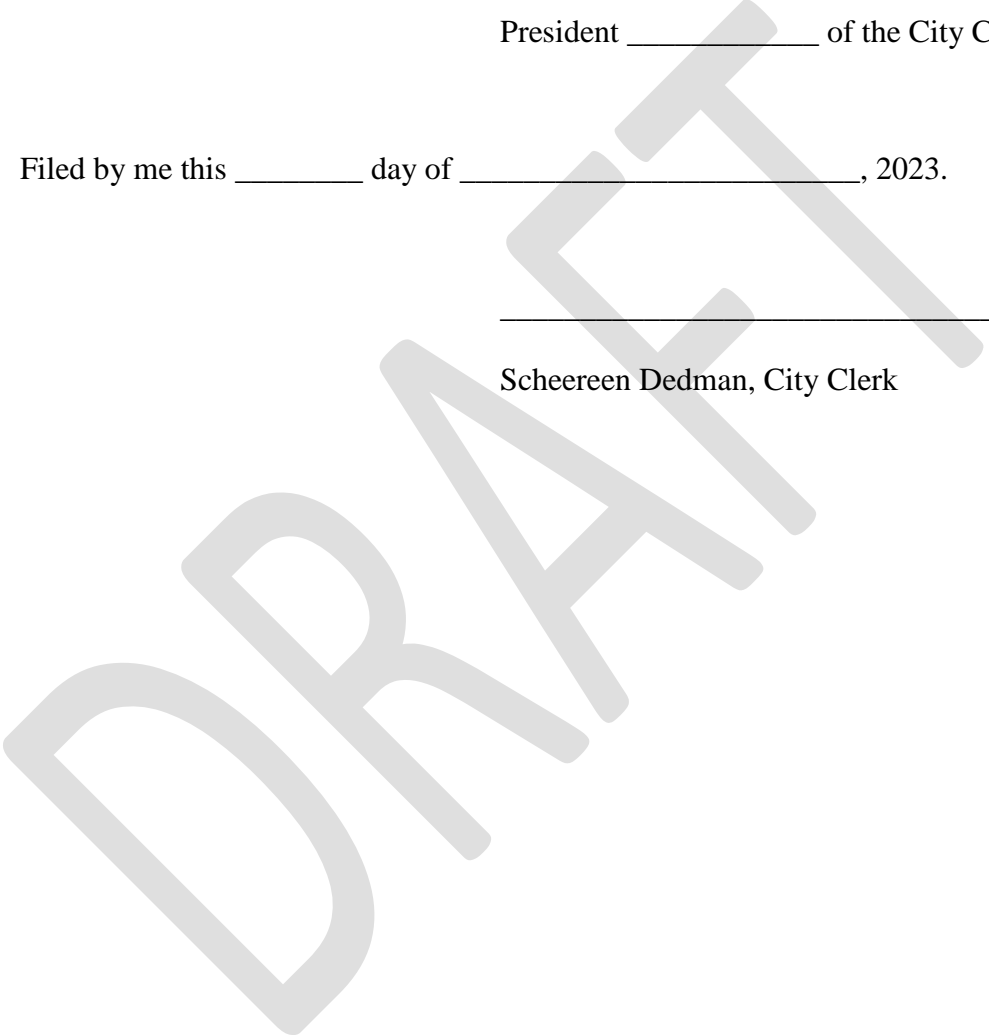 President ____________ of the City C
Filed by me this ________ day of _________________________, 2023.
_______________________________
Scheereen Dedman, City Clerk
DRAFT